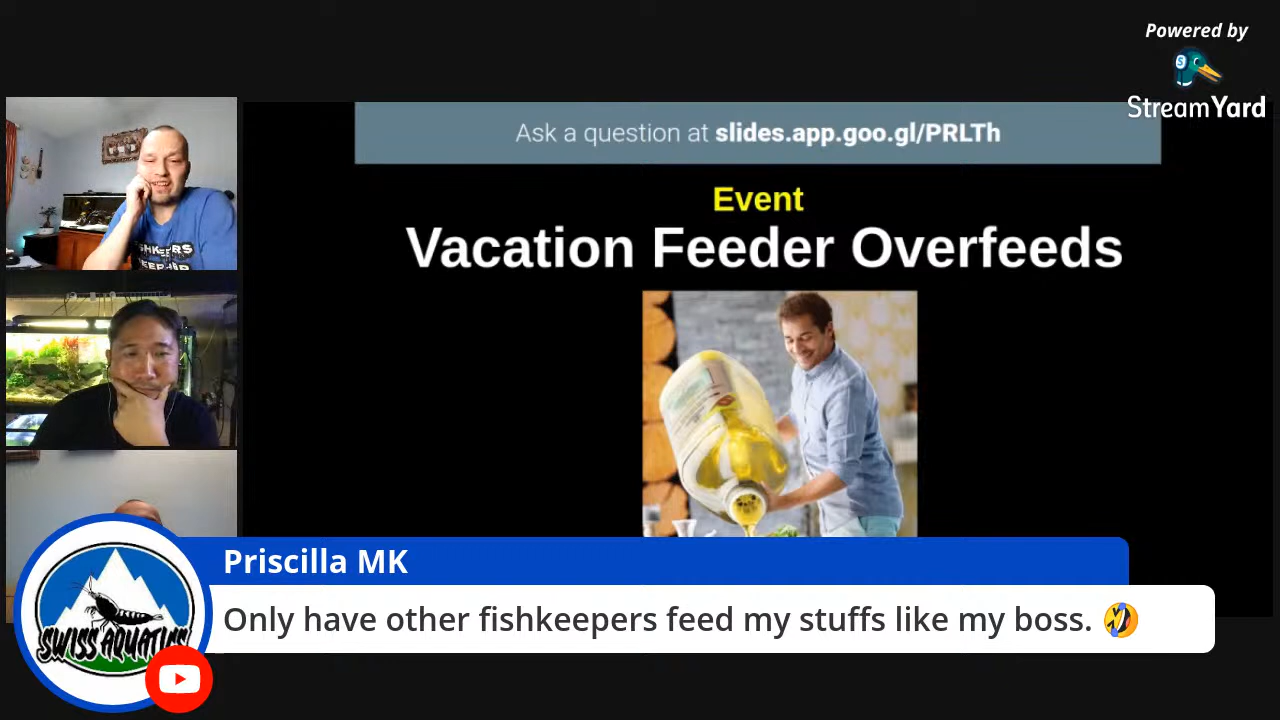 Powered by
StreamYard
Ask a question at slides.app.goo.gl/PRLTh
Event
Vacation Feeder Overfeeds
Priscilla MK
Only have other fishkeepers feed my stuffs like my boss. 🤣
SWISS AQUATICS